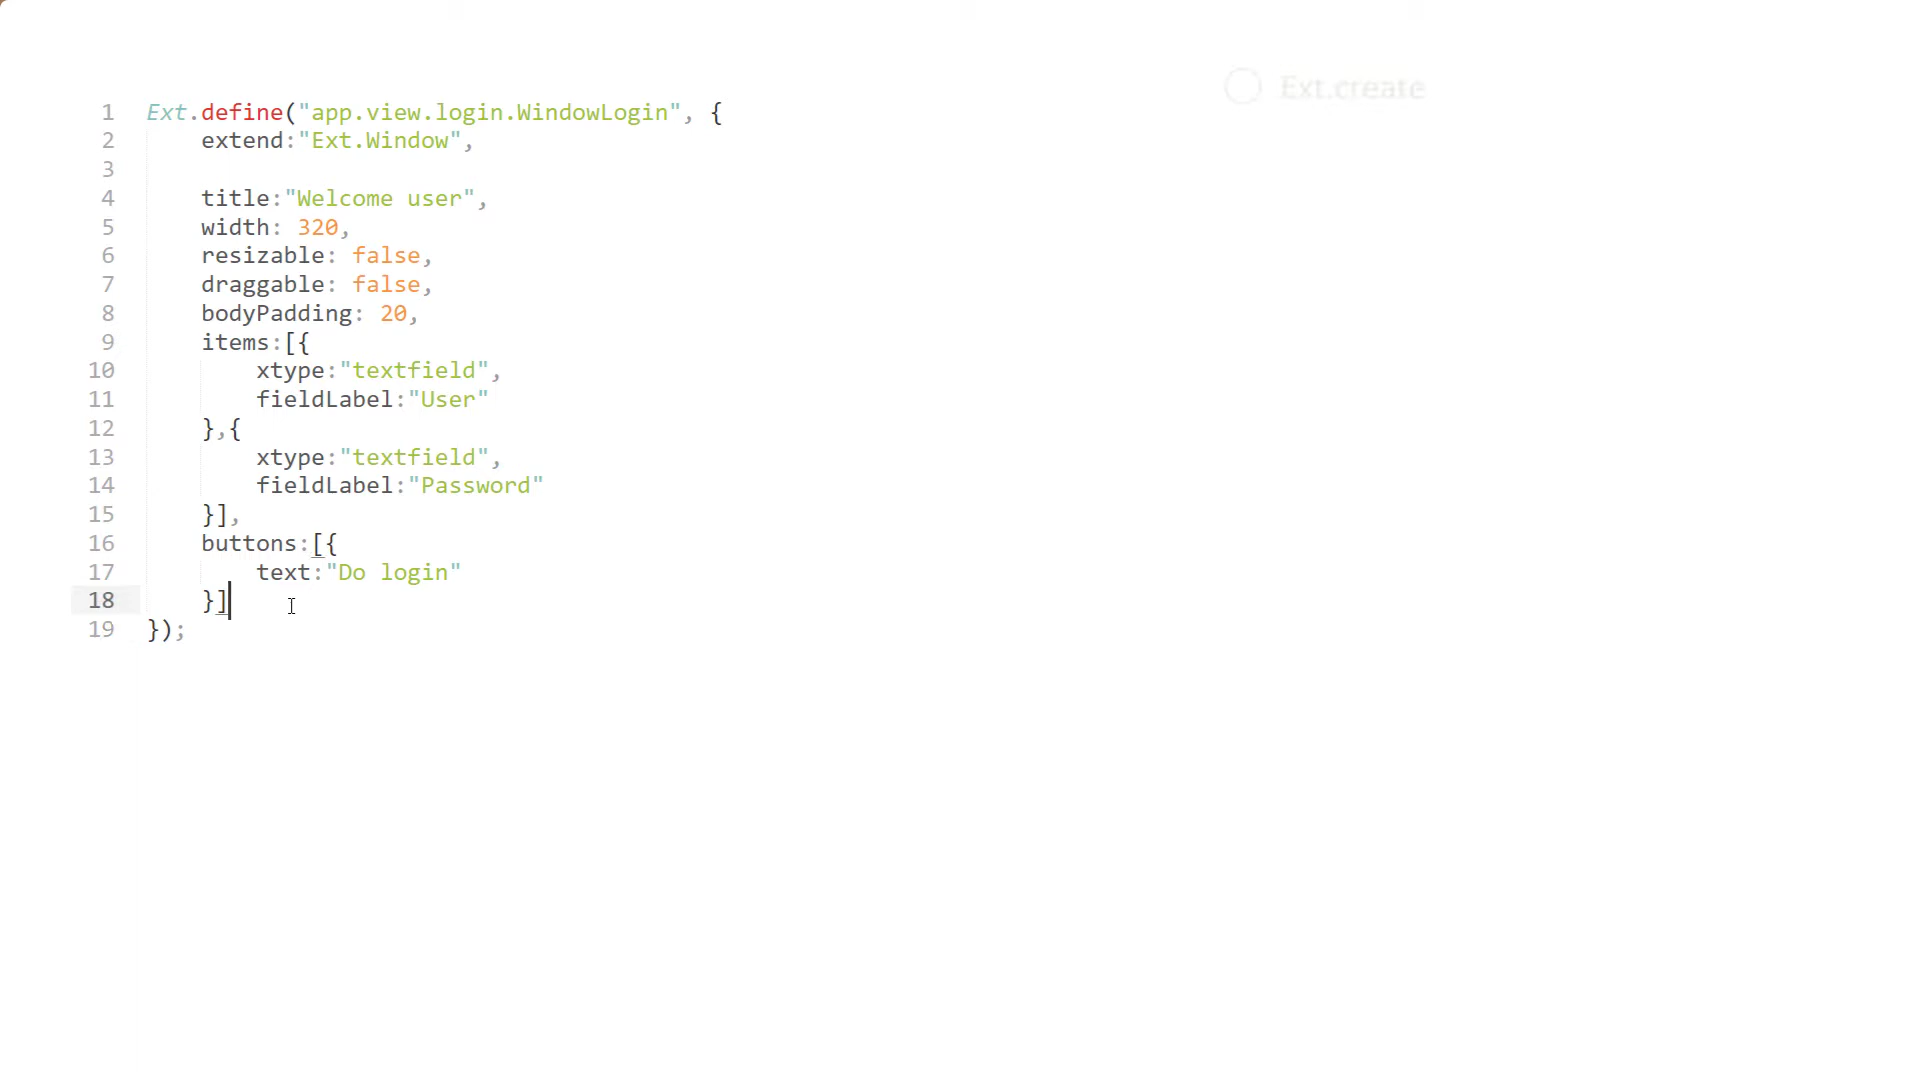 Ext.create
1 Ext.define("app.view.login.WindowLogin", {
2 extend:"Ext.Window",
3
4 title:"Welcome user",
5 width: 320,
6 resizable: false,
7 draggable: false,
8 bodyPadding: 20,
9 items:[{
10 xtype:"textfield",
11 fieldLabel:"User"
12 },{
13 xtype:"textfield",
14 fieldLabel:"Password"
15 }],
16 buttons:[{
17 text:"Do login"
18 }]
19 });